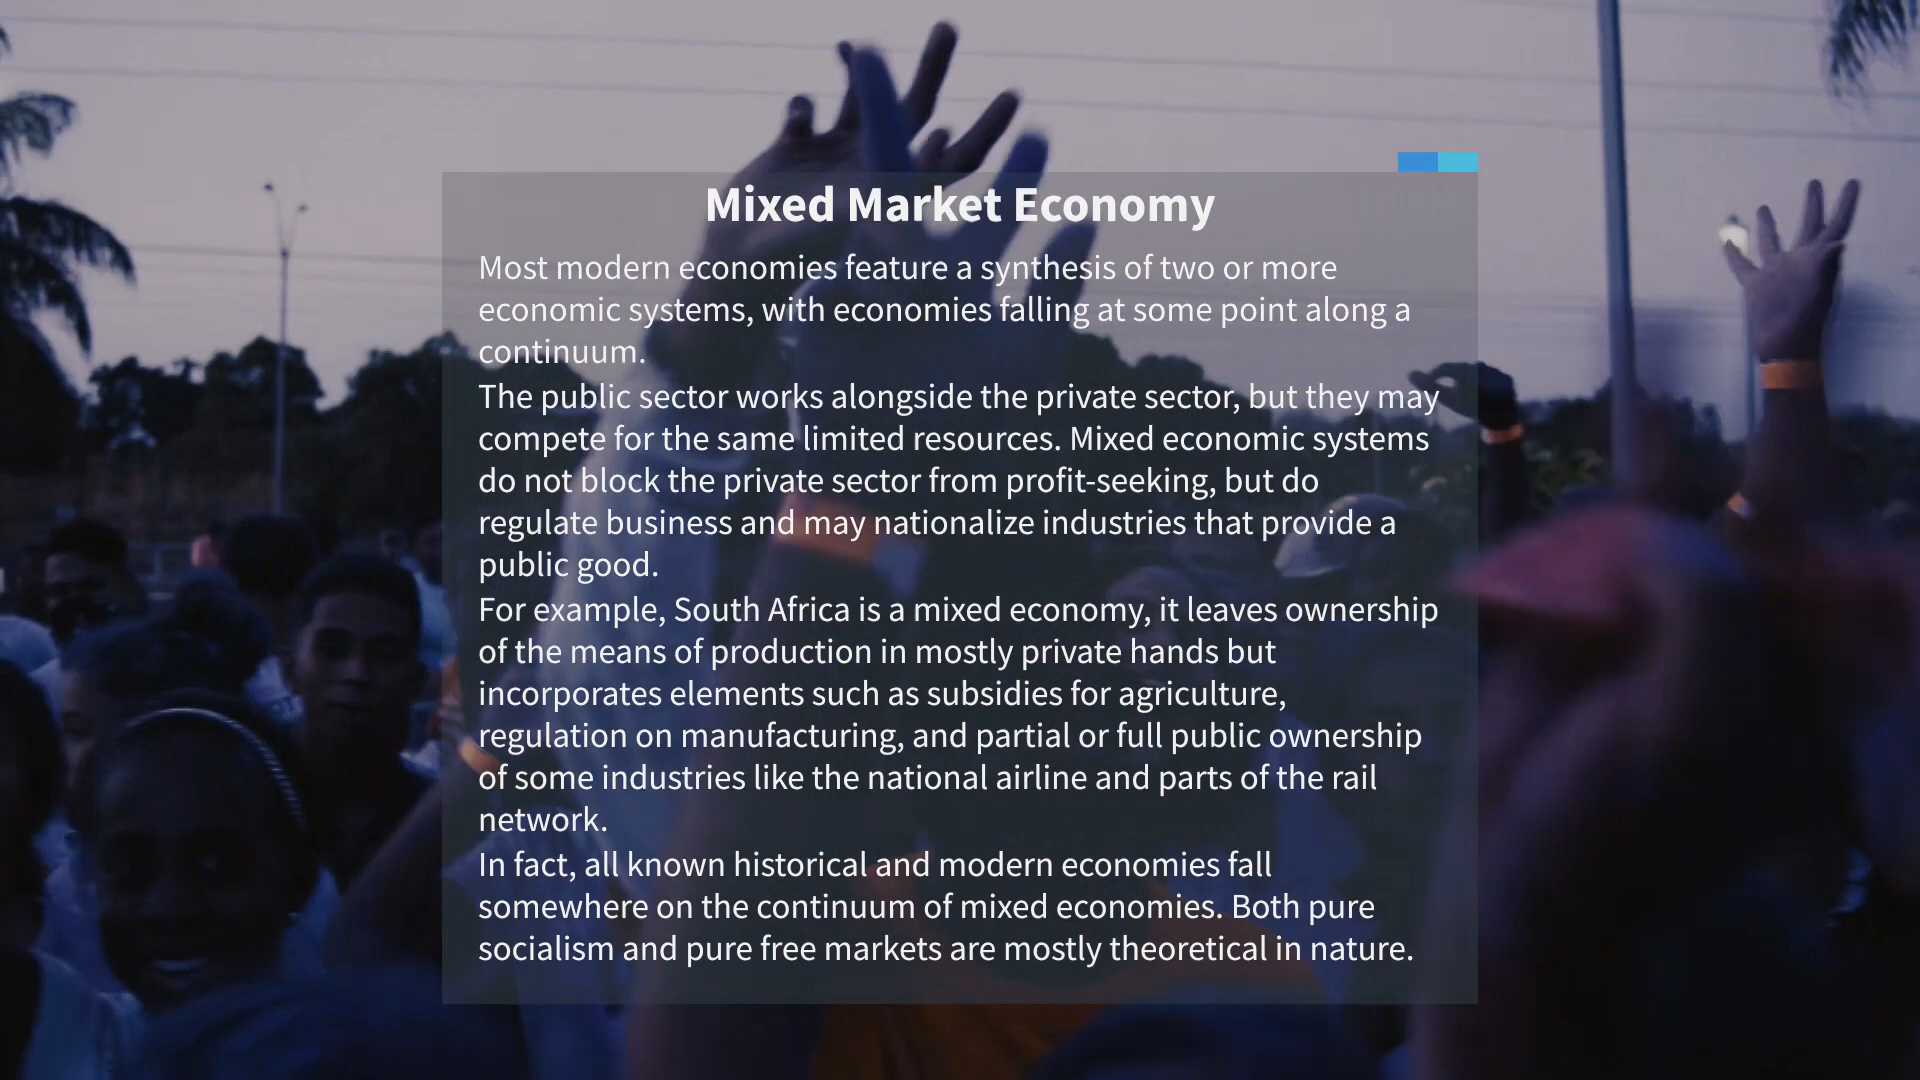 Mixed Market Economy
Most modern economies feature a synthesis of two or more
economic systems, with economies falling at some point along a
continuum.
The public sector works alongside the private sector, but they may
compete for the same limited resources. Mixed economic systems
do not block the private sector from profit-seeking, but do
regulate business and may nationalize industries that provide a
public good.
For example, South Africa is a mixed economy, it leaves ownership
of the means of production in mostly private hands but
incorporates elements such as subsidies for agriculture,
regulation on manufacturing, and partial or full public ownership
of some industries like the national airline and parts of the rail
network.
In fact, all known historical and modern economies fall
somewhere on the continuum of mixed economies. Both pure
socialism and pure free markets are mostly theoretical in nature.